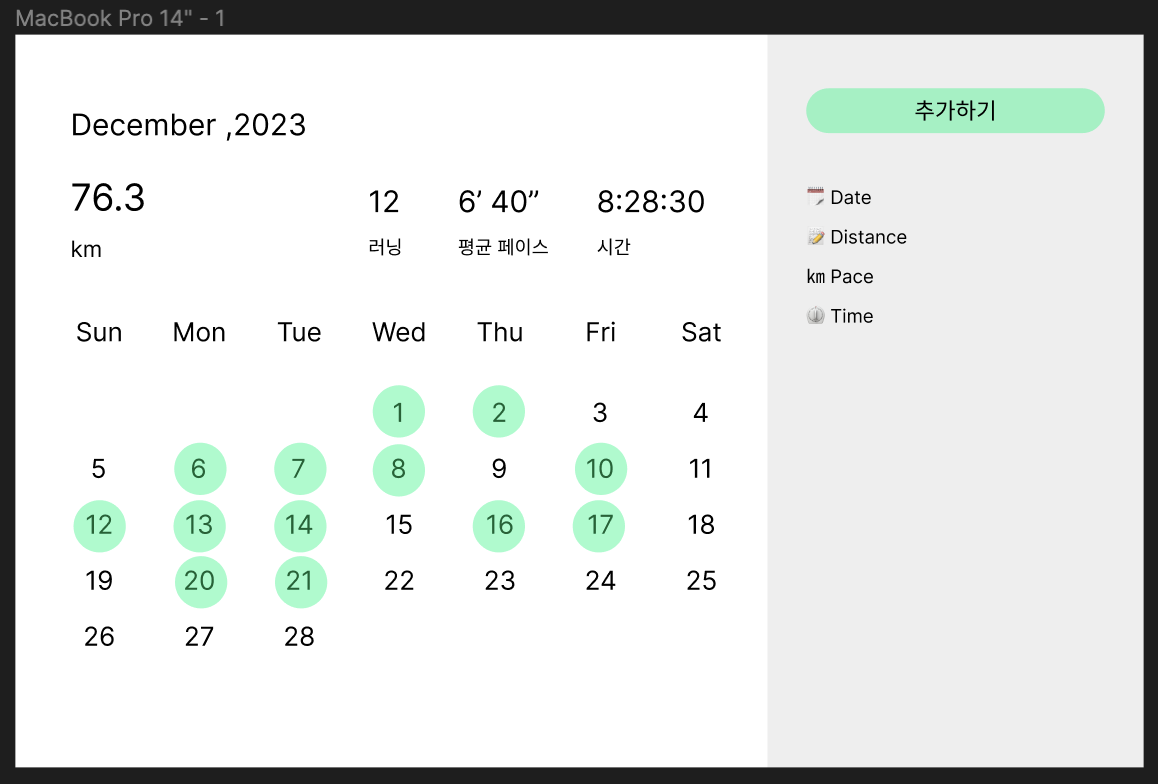 MacBook Pro 14" - 1
December ,2023
76.3
km
12
러닝
6’ 40”
평균 페이스
8:28:30
시간
Sun Mon Tue Wed Thu Fri Sat
1 2 3 4
5 6 7 8 9 10 11
12 13 14 15 16 17 18
19 20 21 22 23 24 25
26 27 28
추가하기
Date
Distance
km Pace
Time